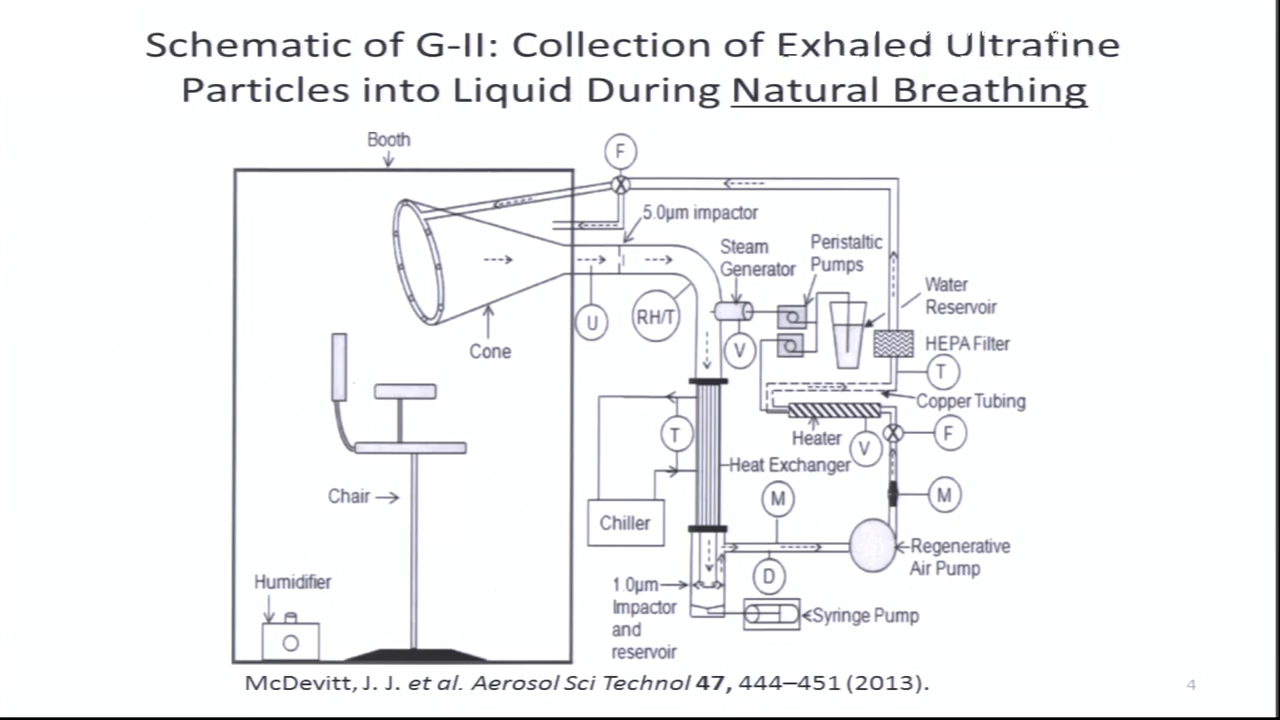 Schematic of G-II: Collection of Exhaled Ultrafine
Particles into Liquid During Natural Breathing
Booth
F
5.0µm impactor
Steam
Generator
Peristaltic
Pumps
Water
Reservoir
U
RH/T
V
HEPA Filter
Cone
T
Copper Tubing
Heater
V
F
T
Heat Exchanger
Chair
Chiller
M
M
Regenerative
Air Pump
D
Humidifier
1.0µm
Impactor
and
reservoir
Syringe Pump
McDevitt, J. J. et al. Aerosol Sci Technol 47, 444–451 (2013).
4